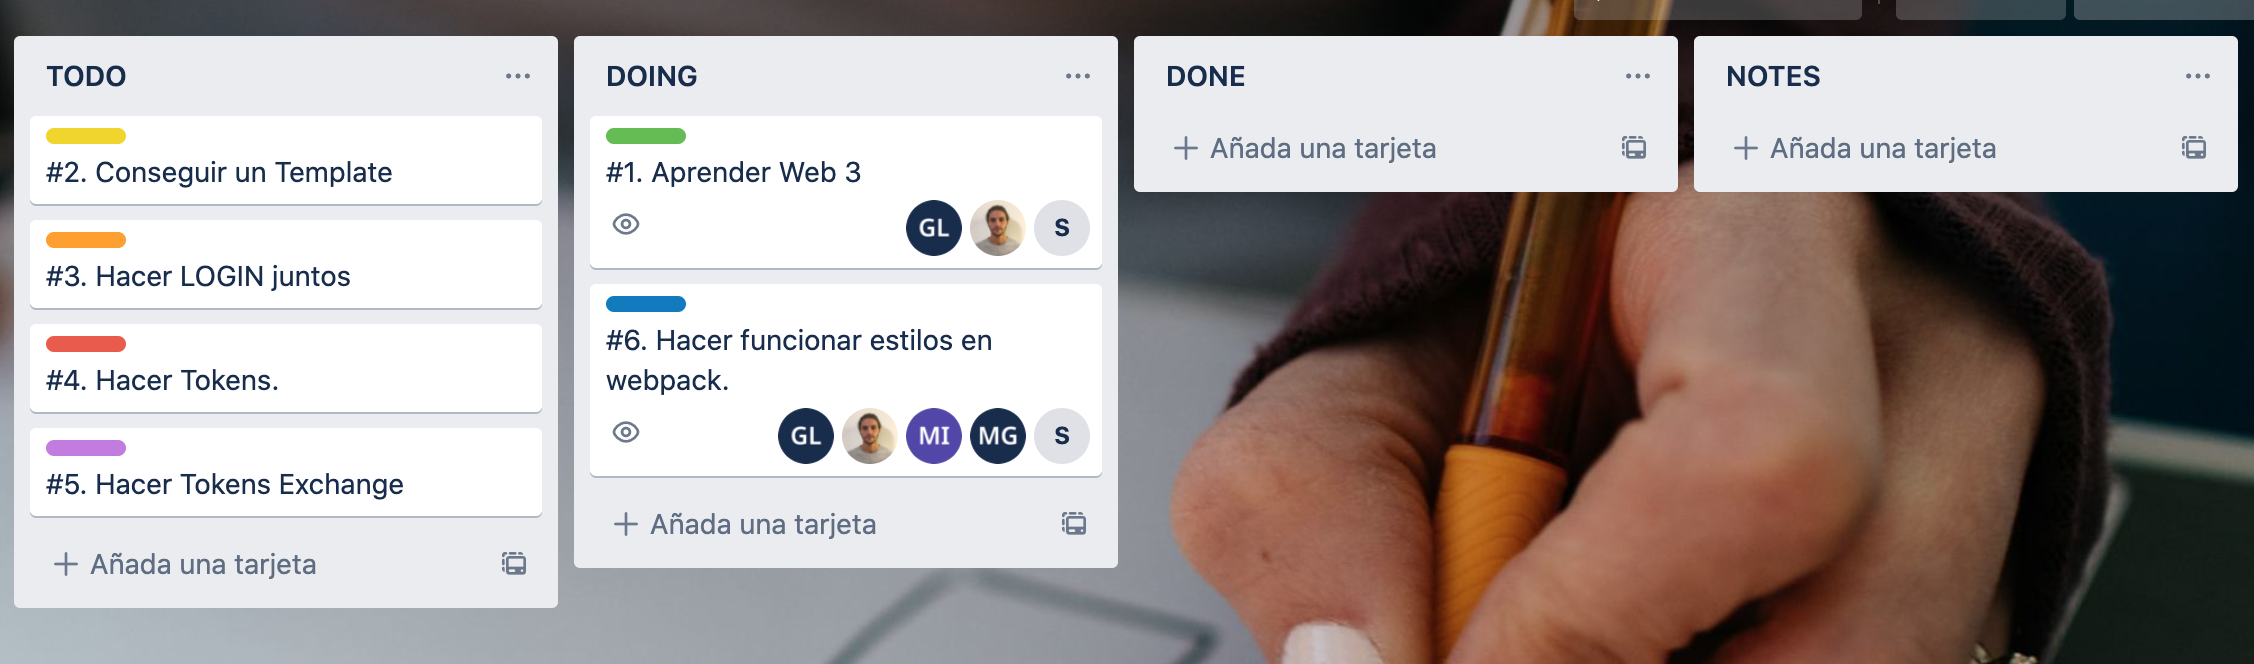 TODO
#2. Conseguir un Template
#3. Hacer LOGIN juntos
#4. Hacer Tokens.
#5. Hacer Tokens Exchange
Añada una tarjeta
DOING
#1. Aprender Web 3
GL
S
#6. Hacer funcionar estilos en
webpack.
GL
MI
MG
S
Añada una tarjeta
DONE
Añada una tarjeta
NOTES
Añada una tarjeta